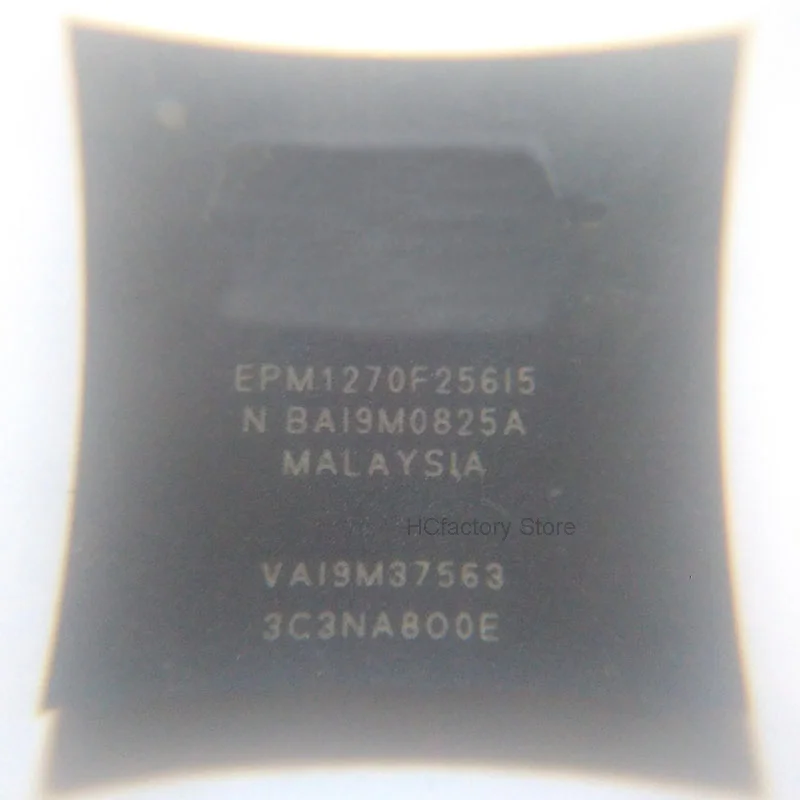 EPM1270F256I5
N BAI9M0825A
MALAYSIA
HCfactory Store
VAI9M37563
3C3NA800E